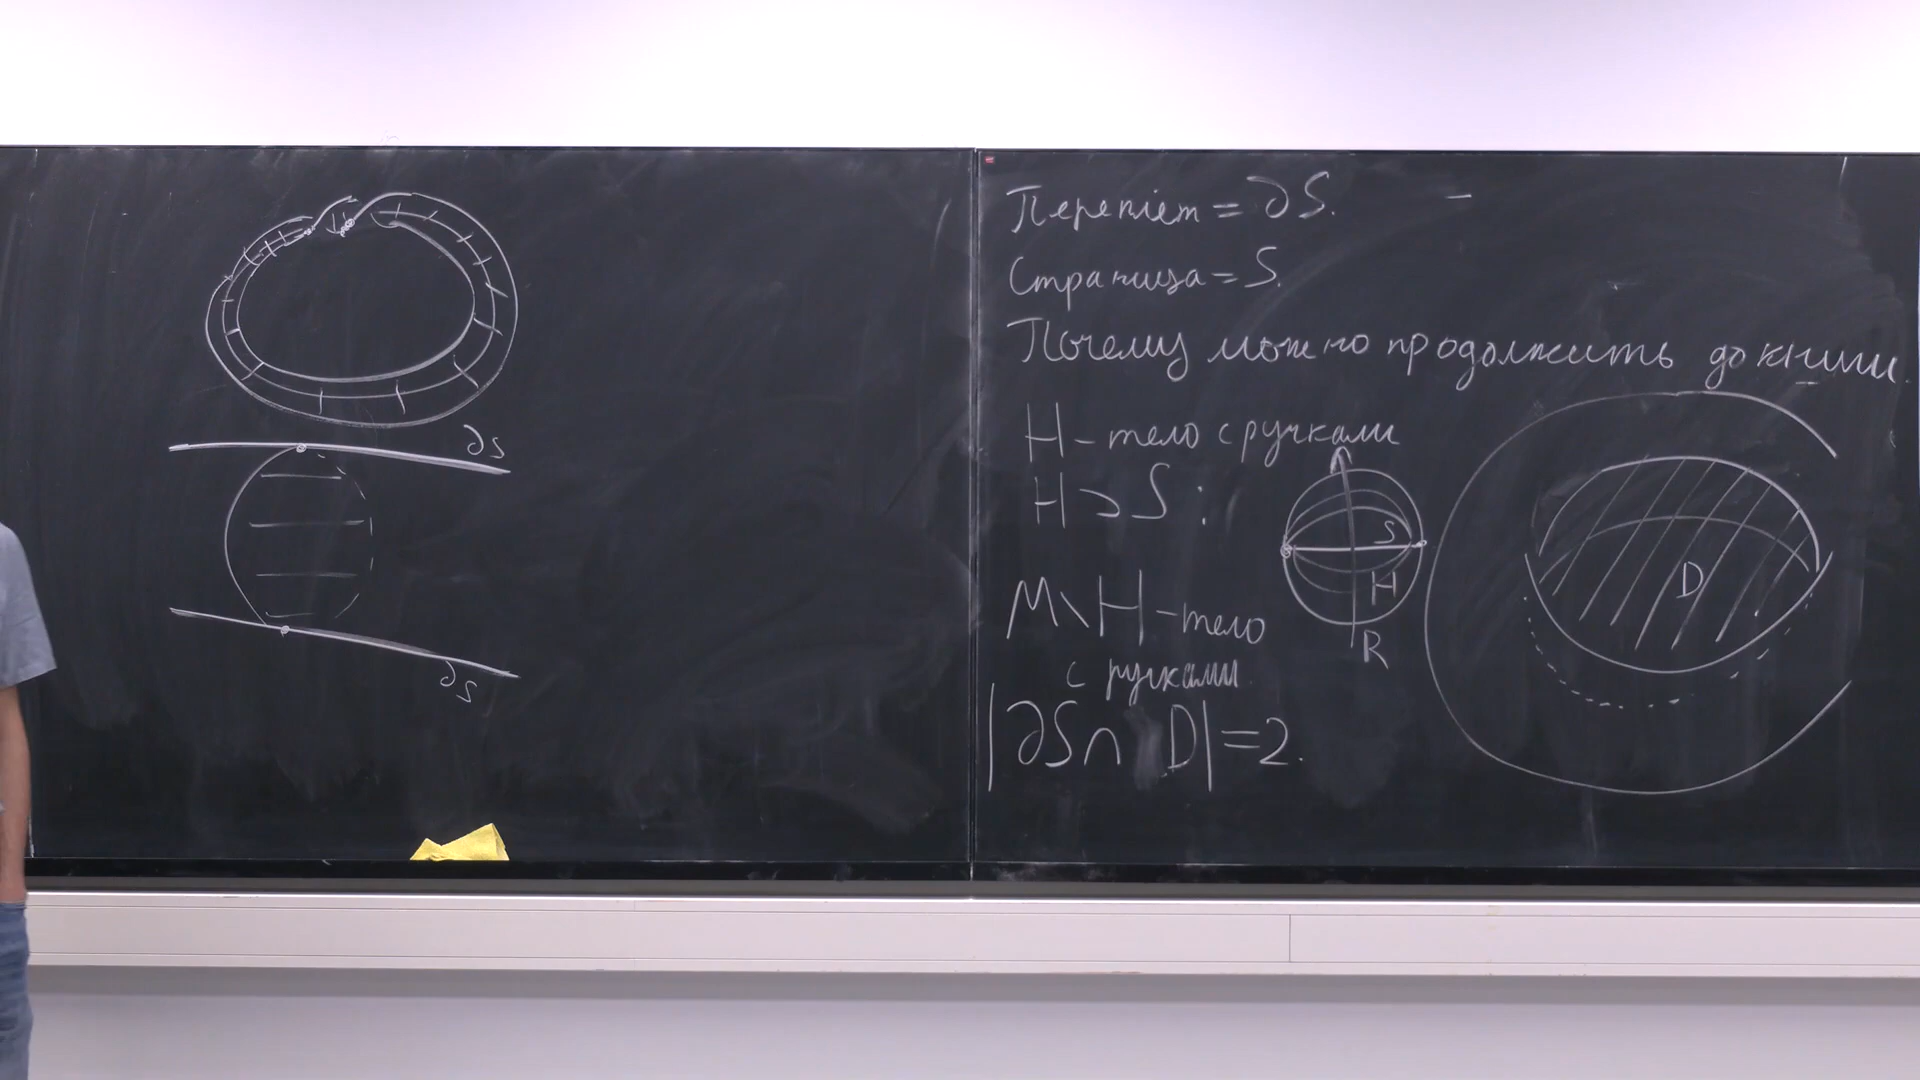 ∂S
∂S
Переплёт = ∂S.
Страница = S.
Почему можно продолжить до книги.
H – тело с ручками
H ⊃ S :
S
H
R
D
M \ H – тело
с ручками.
|∂S ∩ D| = 2.